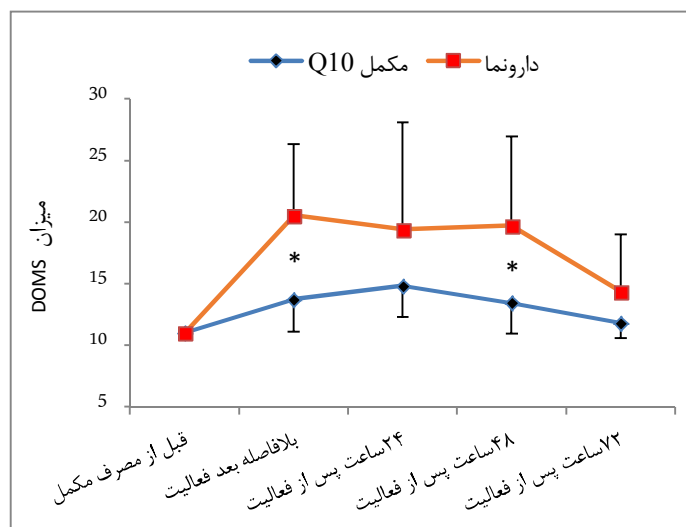 مکمل Q10
دارونما
30
25
20
15
10
5
میزان DOMS
*
*
قبل از مصرف مکمل
بلافاصله بعد فعالیت
۲۴ساعت پس از فعالیت
۴۸ساعت پس از فعالیت
۷۲ساعت پس از فعالیت